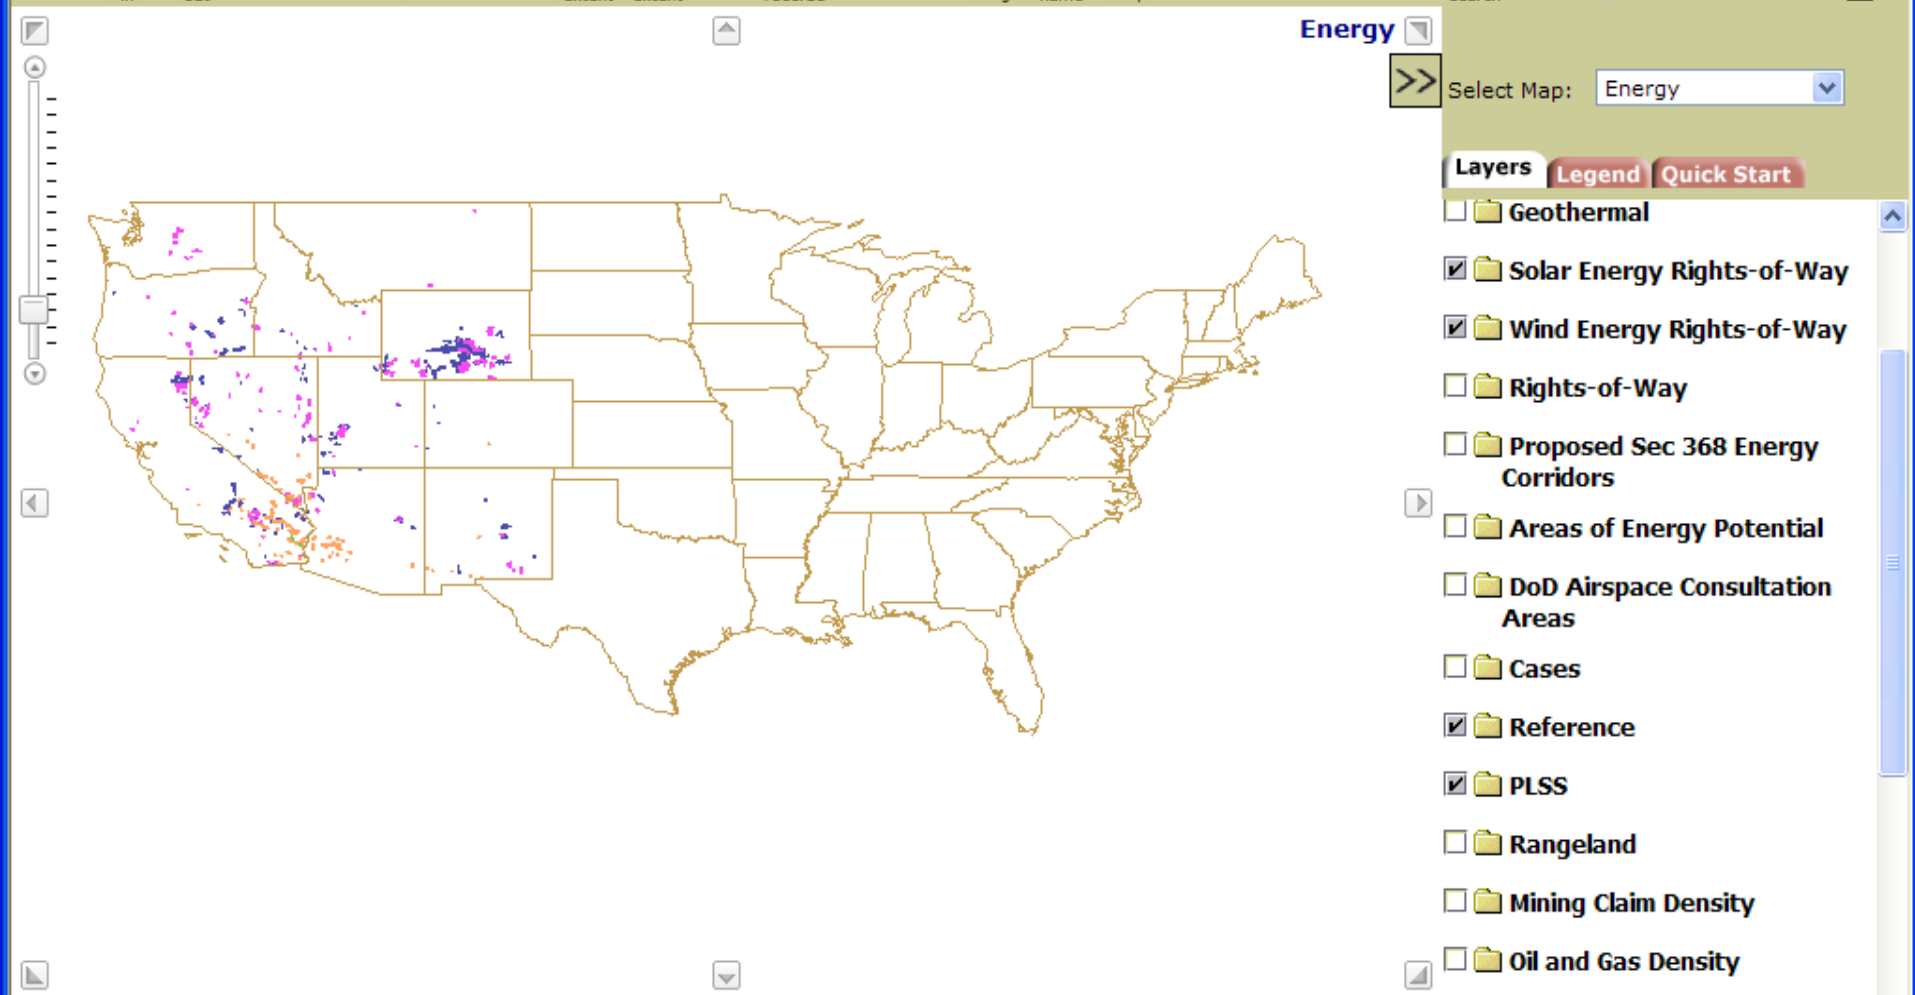 Energy
>>
Select Map:
Energy
Layers
Legend
Quick Start
Geothermal
Solar Energy Rights-of-Way
Wind Energy Rights-of-Way
Rights-of-Way
Proposed Sec 368 Energy
Corridors
Areas of Energy Potential
DoD Airspace Consultation
Areas
Cases
Reference
PLSS
Rangeland
Mining Claim Density
Oil and Gas Density